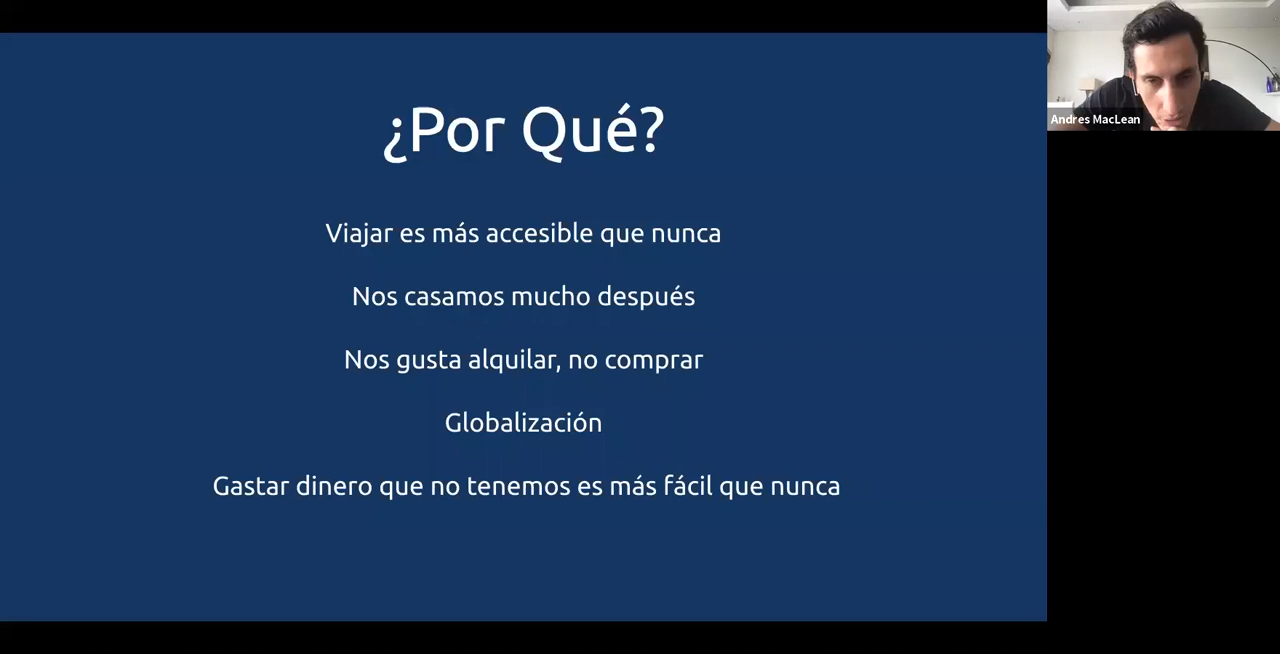 ¿Por Qué?
Viajar es más accesible que nunca
Nos casamos mucho después
Nos gusta alquilar, no comprar
Globalización
Gastar dinero que no tenemos es más fácil que nunca
Andres MacLean